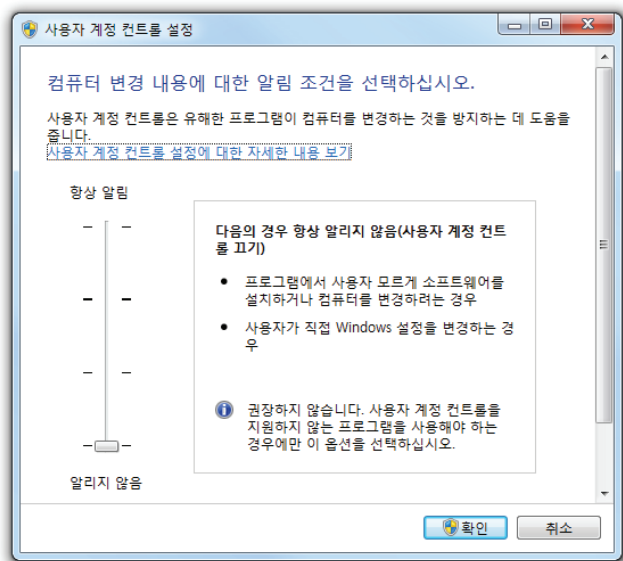 사용자 계정 컨트롤 설정
컴퓨터 변경 내용에 대한 알림 조건을 선택하십시오.
사용자 계정 컨트롤은 유해한 프로그램이 컴퓨터를 변경하는 것을 방지하는 데 도움을
줍니다.
사용자 계정 컨트롤 설정에 대한 자세한 내용 보기
항상 알림
다음의 경우 항상 알리지 않음(사용자 계정 컨트
롤 끄기)
• 프로그램에서 사용자 모르게 소프트웨어를
설치하거나 컴퓨터를 변경하려는 경우
• 사용자가 직접 Windows 설정을 변경하는 경
우
권장하지 않습니다. 사용자 계정 컨트롤을
지원하지 않는 프로그램을 사용해야 하는
경우에만 이 옵션을 선택하십시오.
알리지 않음
확인
취소